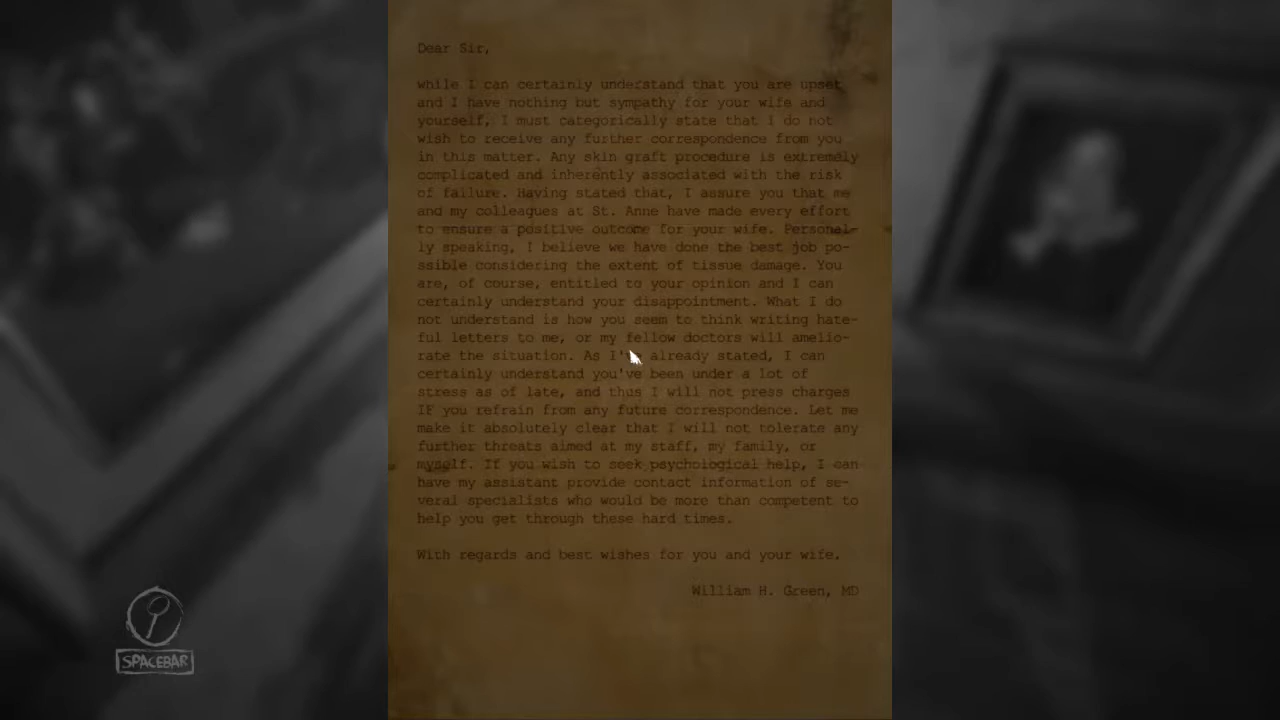 Dear Sir,
while I can certainly understand that you are upset
and I have nothing but sympathy for your wife and
yourself, I must categorically state that I do not
wish to receive any further correspondence from you
in this matter. Any skin graft procedure is extremely
complicated and inherently associated with the risk
of failure. Having stated that, I assure you that me
and my colleagues at St. Anne have made every effort
to ensure a positive outcome for your wife. Personal-
ly speaking, I believe we have done the best job po-
ssible considering the extent of tissue damage. You
are, of course, entitled to your opinion and I can
certainly understand your disappointment. What I do
not understand is how you seem to think writing hate-
ful letters to me, or my fellow doctors will amelio-
rate the situation. As I've already stated, I can
certainly understand you've been under a lot of
stress as of late, and thus I will not press charges
IF you refrain from any future correspondence. Let me
make it absolutely clear that I will not tolerate any
further threats aimed at my staff, my family, or
myself. If you wish to seek psychological help, I can
have my assistant provide contact information of se-
veral specialists who would be more than competent to
help you get through these hard times.
With regards and best wishes for you and your wife.
William H. Green, MD
SPACEBAR